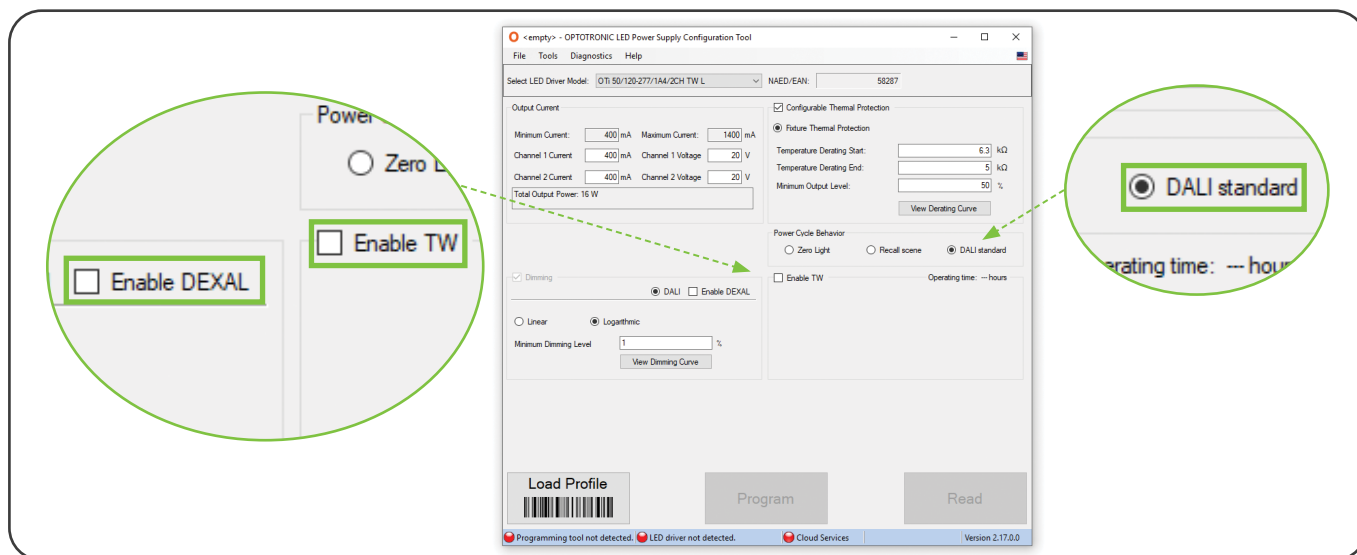 <empty> - OPTOTRONIC LED Power Supply Configuration Tool
File Tools Diagnostics Help
Select LED Driver Model: OTi 50/120-277/1A4/2CH TW L NAED/EAN: 58287
Output Current
Minimum Current: 400 mA Maximum Current: 1400 mA
Channel 1 Current 400 mA Channel 1 Voltage 20 V
Channel 2 Current 400 mA Channel 2 Voltage 20 V
Total Output Power: 16 W
Configurable Thermal Protection
Fixture Thermal Protection
Temperature Derating Start: 6.3 kΩ
Temperature Derating End: 5 kΩ
Minimum Output Level: 50 %
View Derating Curve
Power Cycle Behavior
Zero Light Recall scene DALI standard
Dimming
DALI Enable DEXAL
Linear Logarithmic
Minimum Dimming Level 1 %
View Dimming Curve
Enable TW Operating time: --- hours
Load Profile
Program
Read
Programming tool not detected. LED driver not detected. Cloud Services Version 2.17.0.0
Power
Zero L
Enable TW
Enable DEXAL
DALI standard
erating time: --- hour